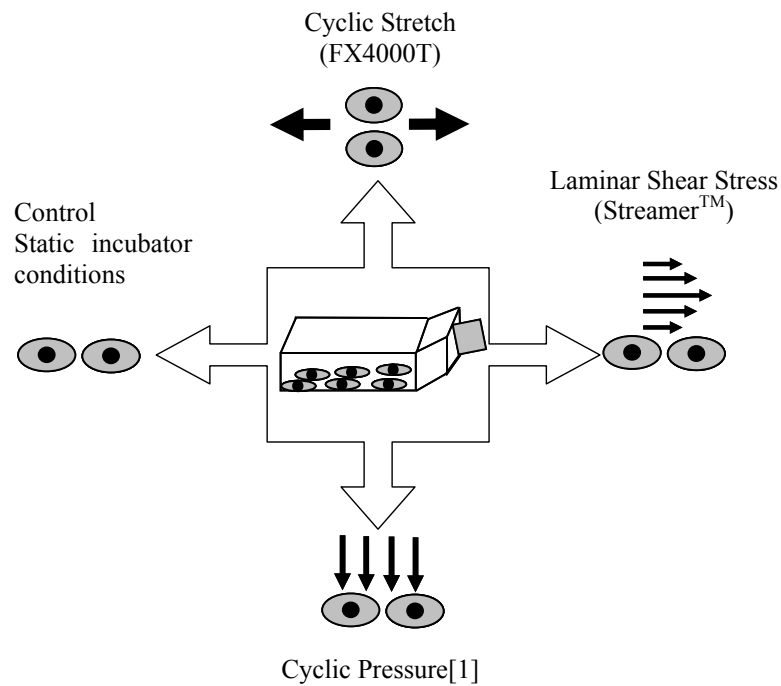 Cyclic Stretch
(FX4000T)
Laminar Shear Stress
(Streamer™)
Control
Static incubator
conditions
Cyclic Pressure[1]